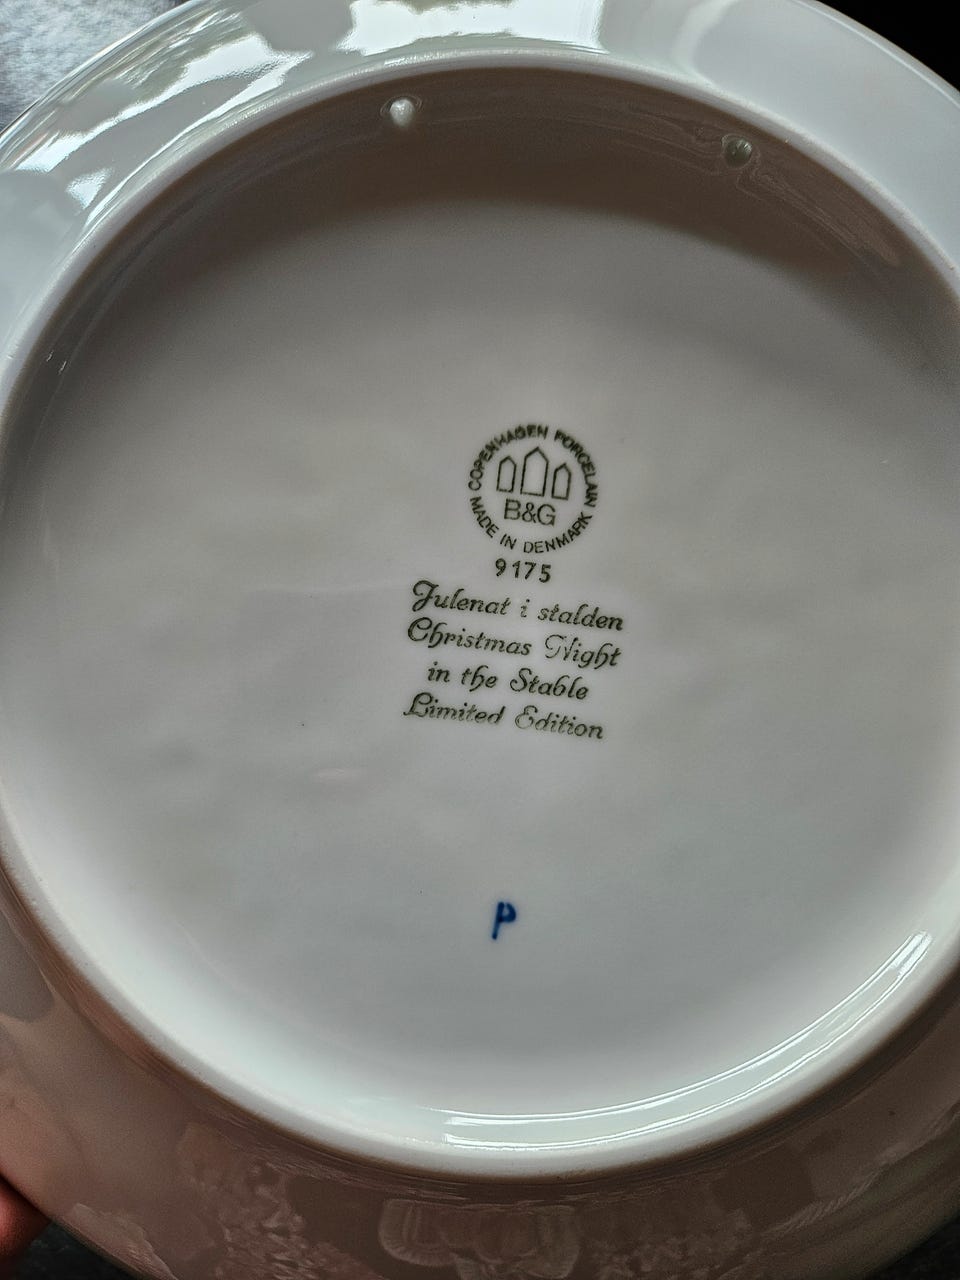 COPENHAGEN PORCELAIN
B&G
MADE IN DENMARK
9175
Julenat i stalden
Christmas Night
in the Stable
Limited Edition
P